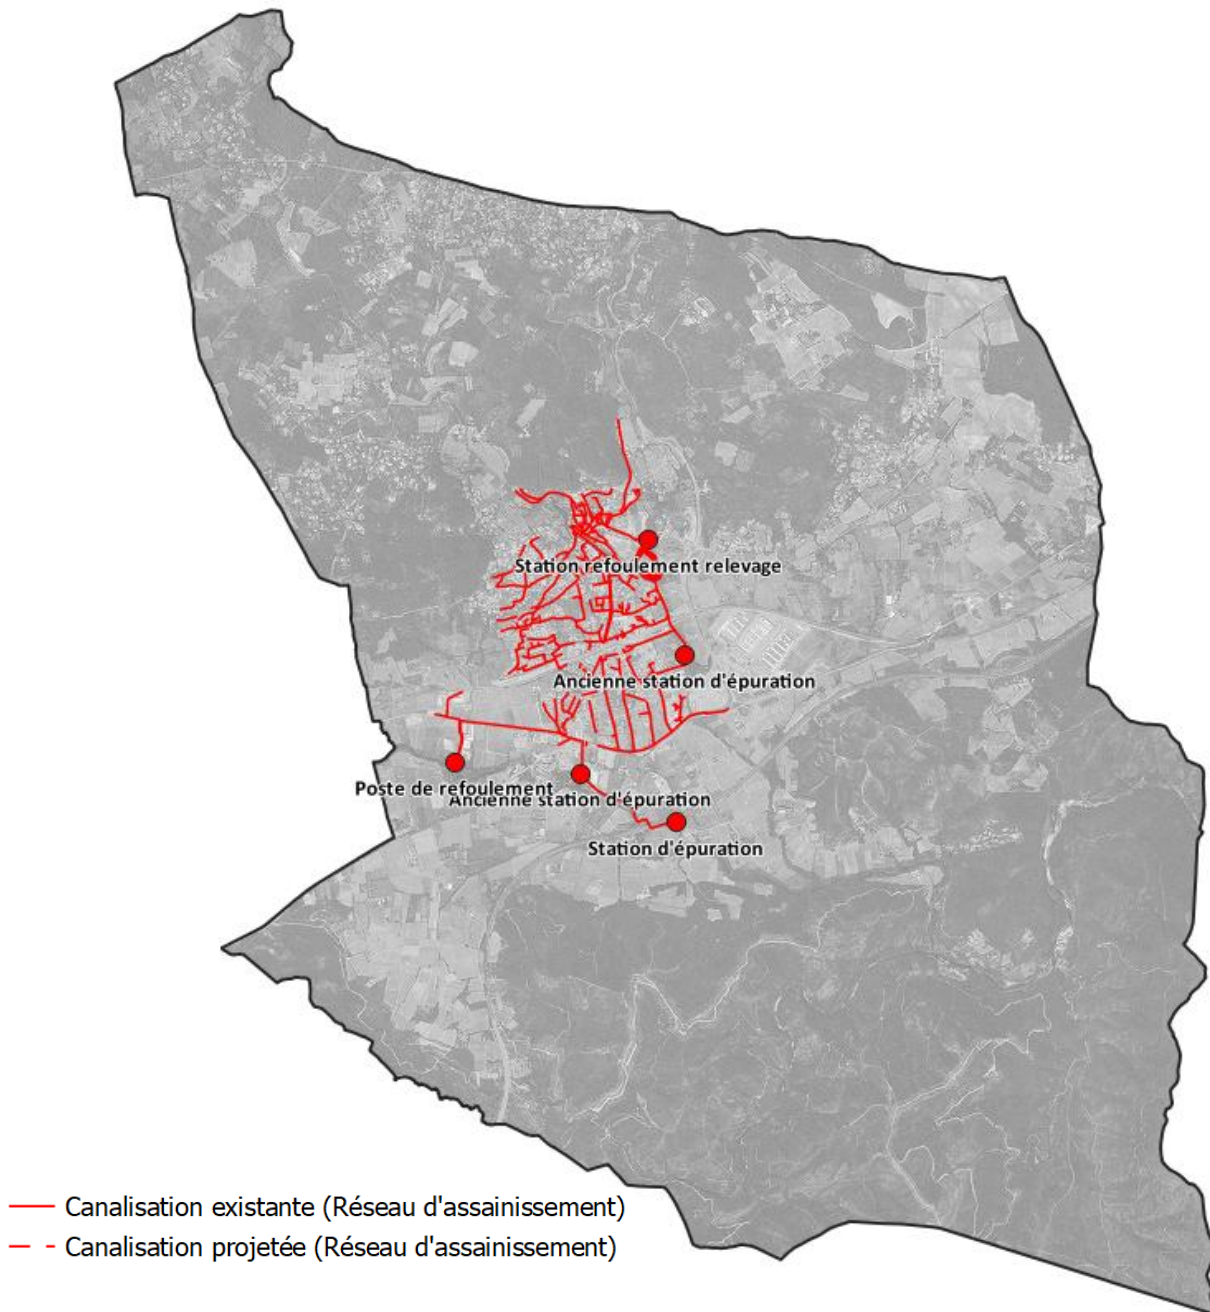 Station refoulement relevage
Ancienne station d'épuration
Poste de refoulement
Ancienne station d'épuration
Station d'épuration
Canalisation existante (Réseau d'assainissement)
Canalisation projetée (Réseau d'assainissement)